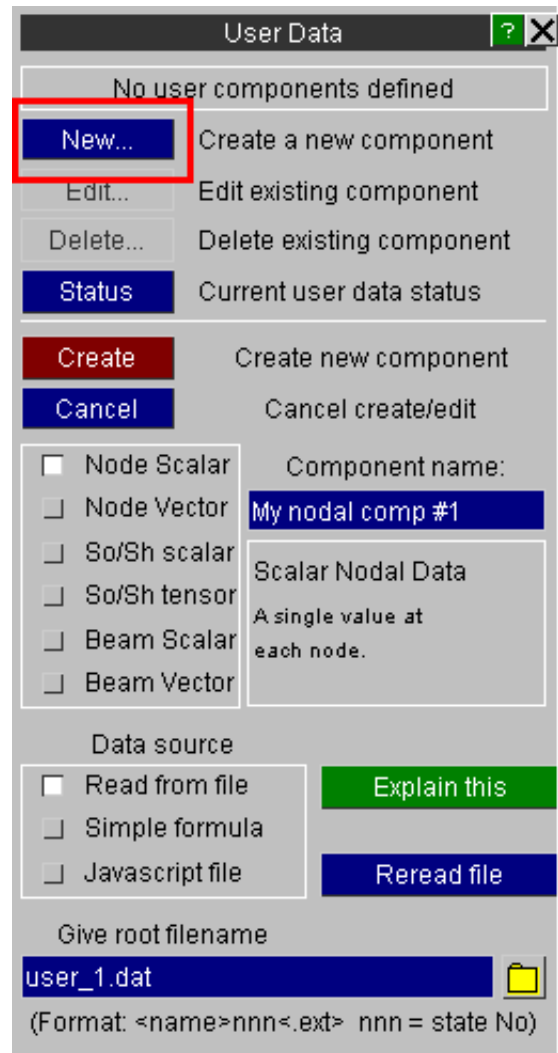 User Data ? X
No user components defined
New... Create a new component
Edit... Edit existing component
Delete... Delete existing component
Status Current user data status
Create Create new component
Cancel Cancel create/edit
Node Scalar Component name:
Node Vector My nodal comp #1
So/Sh scalar Scalar Nodal Data
So/Sh tensor A single value at
Beam Scalar each node.
Beam Vector
Data source
Read from file Explain this
Simple formula
Javascript file Reread file
Give root filename
user_1.dat
(Format: <name>nnn<.ext> nnn = state No)